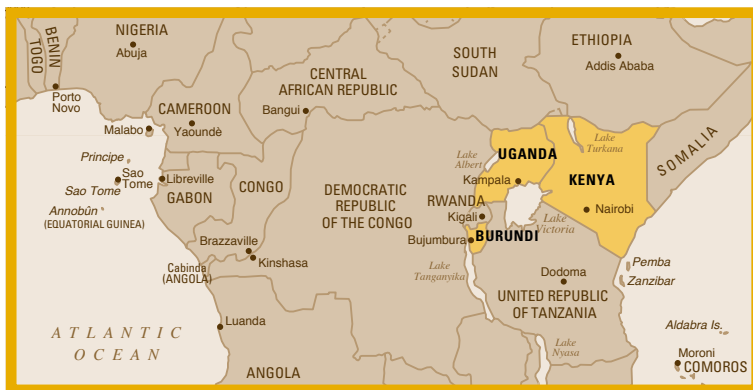 NIGERIA
Abuja
BENIN
TOGO
Porto
Novo
CENTRAL
AFRICAN REPUBLIC
Bangui
SOUTH
SUDAN
ETHIOPIA
Addis Ababa
CAMEROON
Yaoundè
Malabo
Principe
Sao
Tome
Sao Tome
Annobûn
(EQUATORIAL GUINEA)
Libreville
GABON
CONGO
DEMOCRATIC
REPUBLIC
OF THE CONGO
Brazzaville
Kinshasa
Cabinda
(ANGOLA)
Luanda
ANGOLA
ATLANTIC
OCEAN
Lake
Albert
UGANDA
Kampala
Lake
Turkana
KENYA
Nairobi
SOMALIA
RWANDA
Kigali
Lake
Victoria
Bujumbura
BURUNDI
Lake
Tanganyika
Dodoma
UNITED REPUBLIC
OF TANZANIA
Pemba
Zanzibar
Lake
Nyasa
Aldabra Is.
Moroni
COMOROS